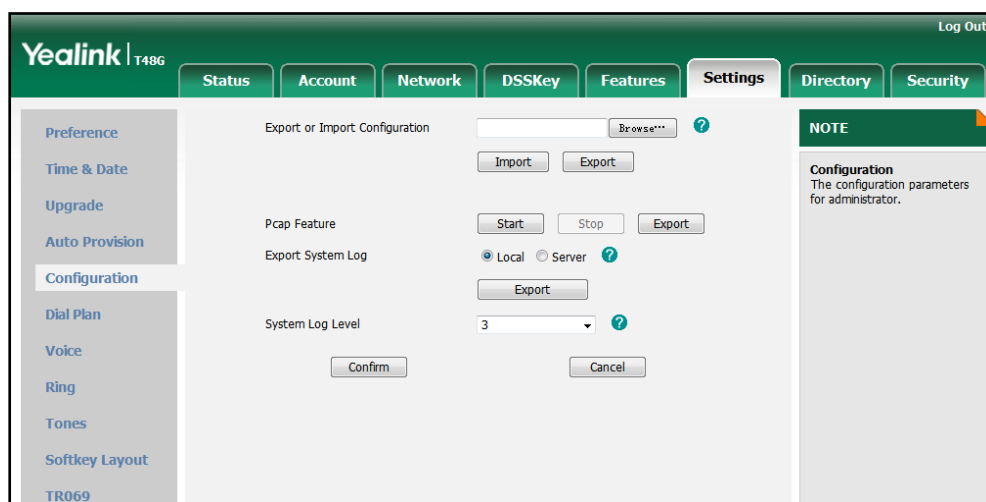 Log Out
Yealink T48G
Status Account Network DSSKey Features Settings Directory Security
Preference
Time & Date
Upgrade
Auto Provision
Configuration
Dial Plan
Voice
Ring
Tones
Softkey Layout
TR069
Export or Import Configuration Browse... ?
Import Export
Pcap Feature Start Stop Export
Export System Log Local Server ?
Export
System Log Level 3 ?
Confirm Cancel
NOTE
Configuration
The configuration parameters
for administrator.